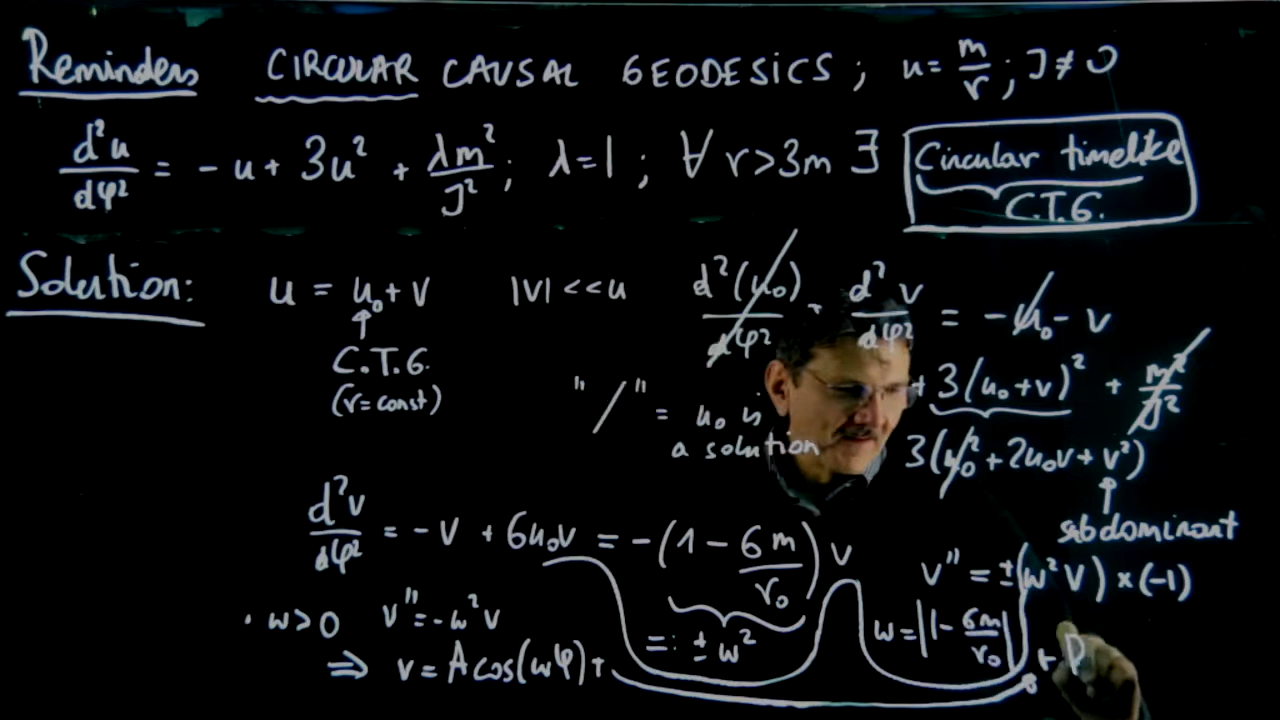 Reminders CIRCULAR CAUSAL GEODESICS ; u = m/r ; J ≠ 0
d²u/dφ² = - u + 3u² + λm²/J² ; λ=1 ; ∀ r>3m ∃ Circular timelike
C.T.G.
Solution: u = u₀ + v |v| << u d²(u₀)/dφ² + d²v/dφ² = - u₀ - v
↑
C.T.G. + 3(u₀+v)² + m²/J²
(r=const) "/" = u₀ is
a solution 3(u₀² + 2u₀v + v²)
↑
subdominant
d²v/dφ² = - v + 6u₀v = -(1 - 6m/r₀) v v'' = ±(w²v) × (-1)
· w>0 v'' = -w²v =: ± w² w = |1 - 6m/r₀|
⇒ v = A cos(wφ) +